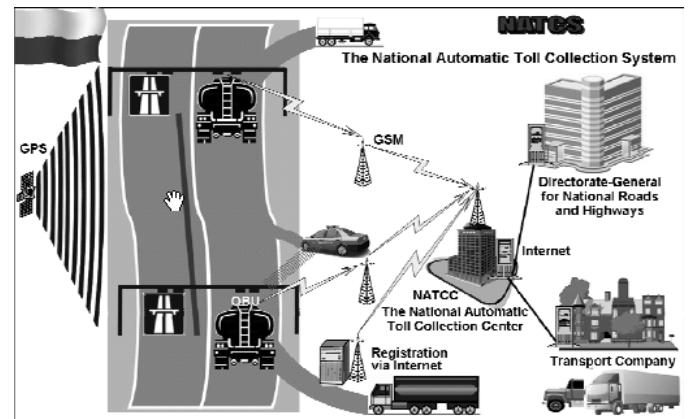 NATCS
The National Automatic Toll Collection System
GPS
GSM
Directorate-General
for National Roads
and Highways
Internet
OBU
NATCC
The National Automatic
Toll Collection Center
Registration
via Internet
Transport Company